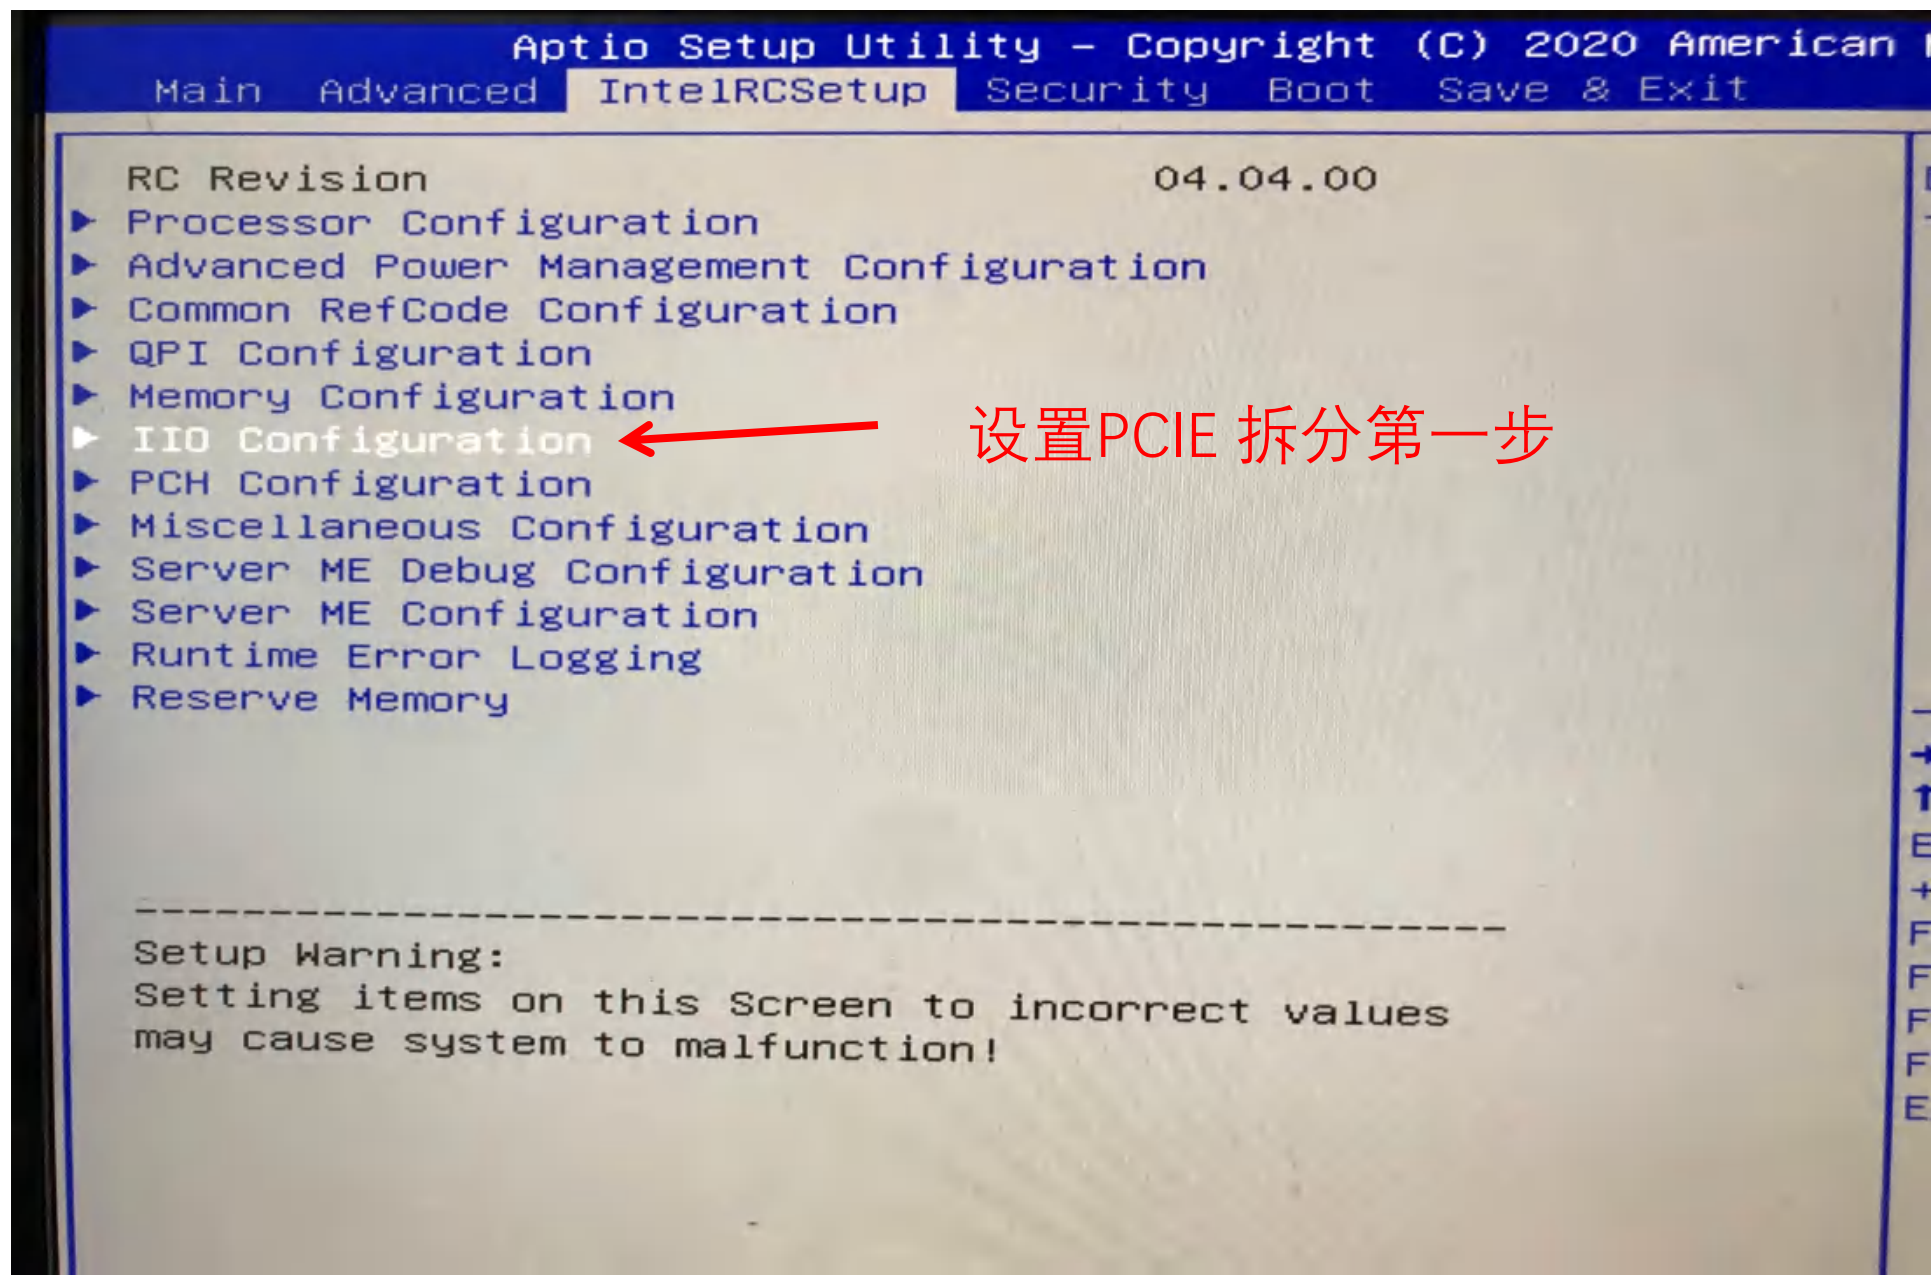 Aptio Setup Utility – Copyright (C) 2020 American
Main Advanced IntelRCSetup Security Boot Save & Exit
RC Revision 04.04.00
Processor Configuration
Advanced Power Management Configuration
Common RefCode Configuration
QPI Configuration
Memory Configuration
IIO Configuration
设置PCIE 拆分第一步
PCH Configuration
Miscellaneous Configuration
Server ME Debug Configuration
Server ME Configuration
Runtime Error Logging
Reserve Memory
Setup Warning:
Setting items on this Screen to incorrect values
may cause system to malfunction!